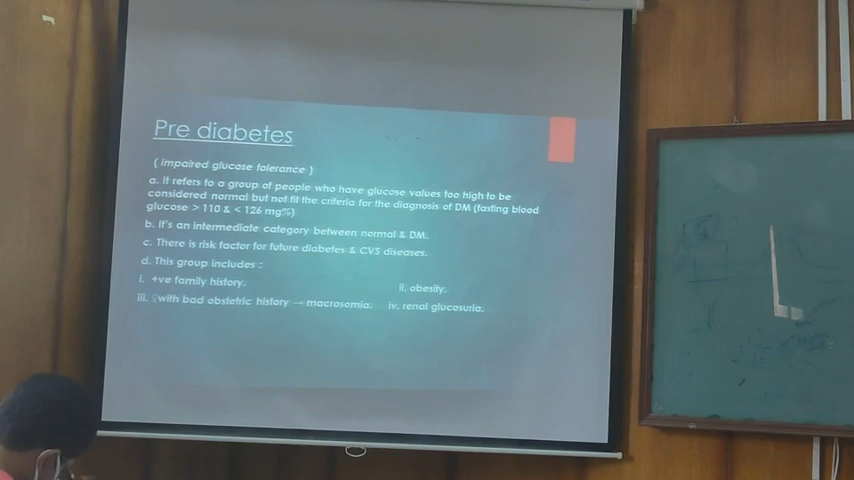 Pre diabetes
( impaired glucose tolerance )
a. It refers to a group of people who have glucose values too high to be
considered normal but not fit the criteria for the diagnosis of DM (fasting blood
glucose > 110 & < 126 mg%)
b. It's an intermediate category between normal & DM.
c. There is risk factor for future diabetes & CVS diseases.
d. This group includes :
i. +ve family history. ii. obesity.
iii. with bad obstetric history → macrosomia. iv. renal glucosuria.